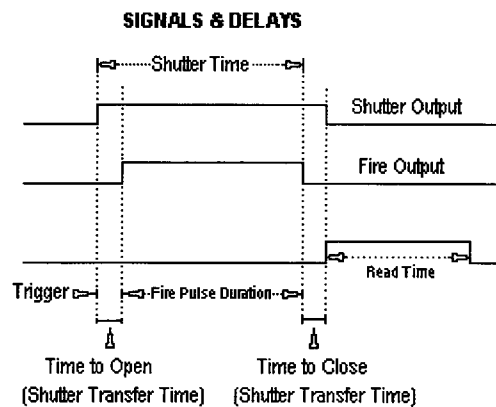 SIGNALS & DELAYS
Shutter Time
Shutter Output
Fire Output
Read Time
Trigger
Fire Pulse Duration
Time to Open
(Shutter Transfer Time)
Time to Close
(Shutter Transfer Time)